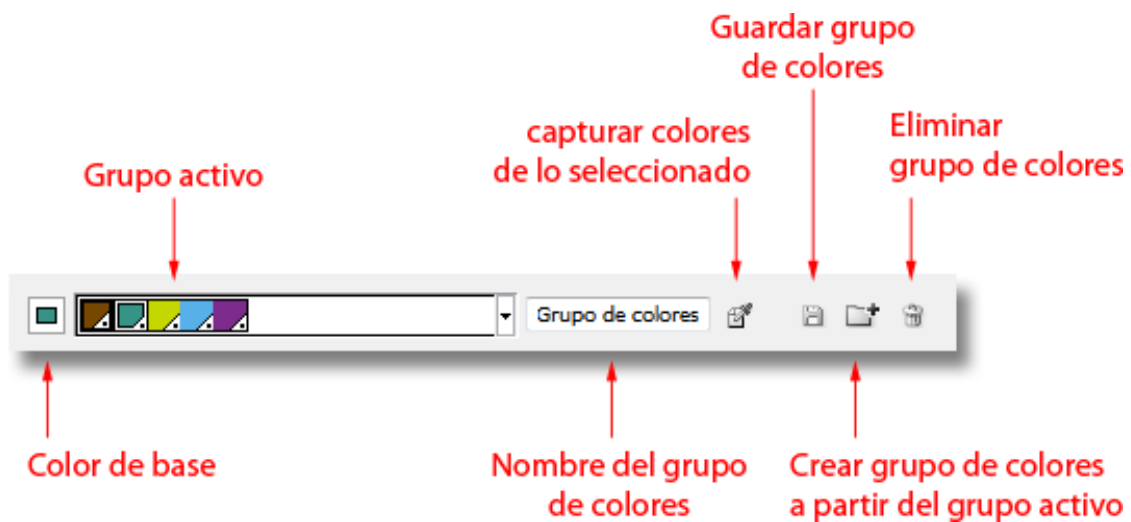 Guardar grupo
de colores
capturar colores
de lo seleccionado
Eliminar
grupo de colores
Grupo activo
Grupo de colores
Color de base
Nombre del grupo
de colores
Crear grupo de colores
a partir del grupo activo